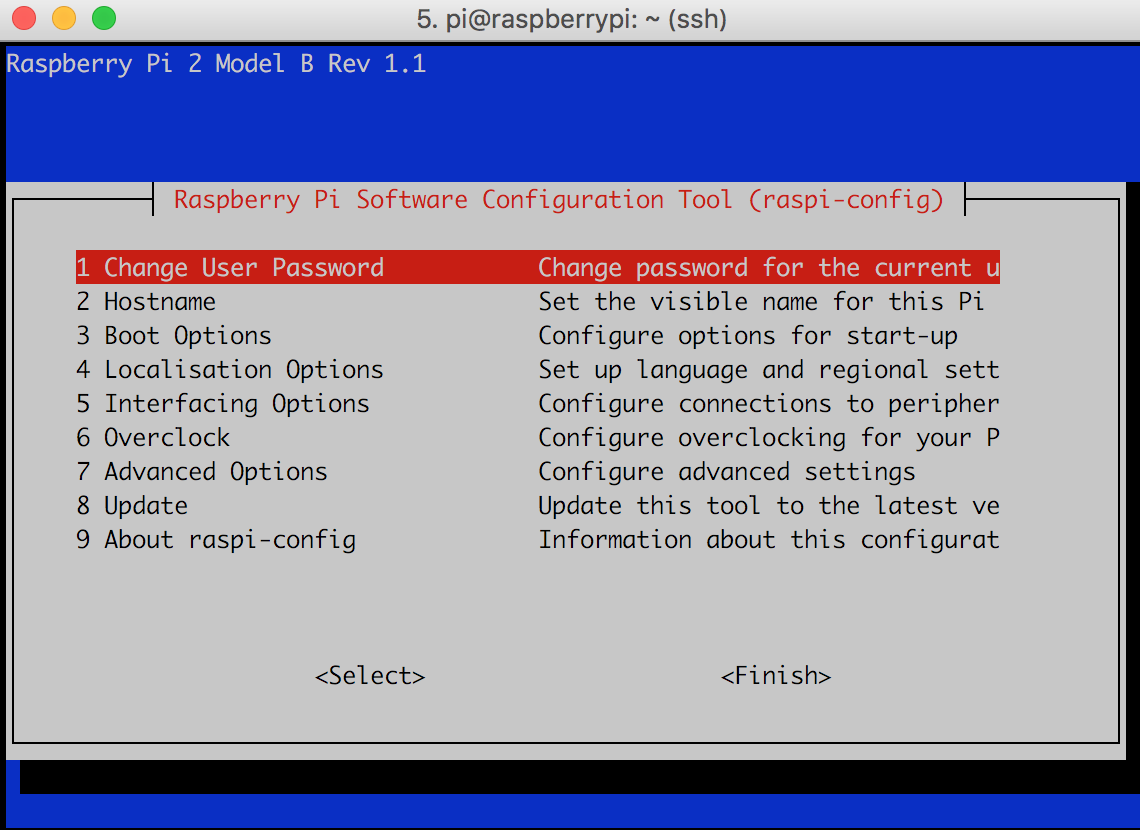 5. pi@raspberrypi: ~ (ssh)
Raspberry Pi 2 Model B Rev 1.1
Raspberry Pi Software Configuration Tool (raspi-config)
1 Change User Password Change password for the current u
2 Hostname Set the visible name for this Pi
3 Boot Options Configure options for start-up
4 Localisation Options Set up language and regional sett
5 Interfacing Options Configure connections to peripher
6 Overclock Configure overclocking for your P
7 Advanced Options Configure advanced settings
8 Update Update this tool to the latest ve
9 About raspi-config Information about this configurat
<Select> <Finish>